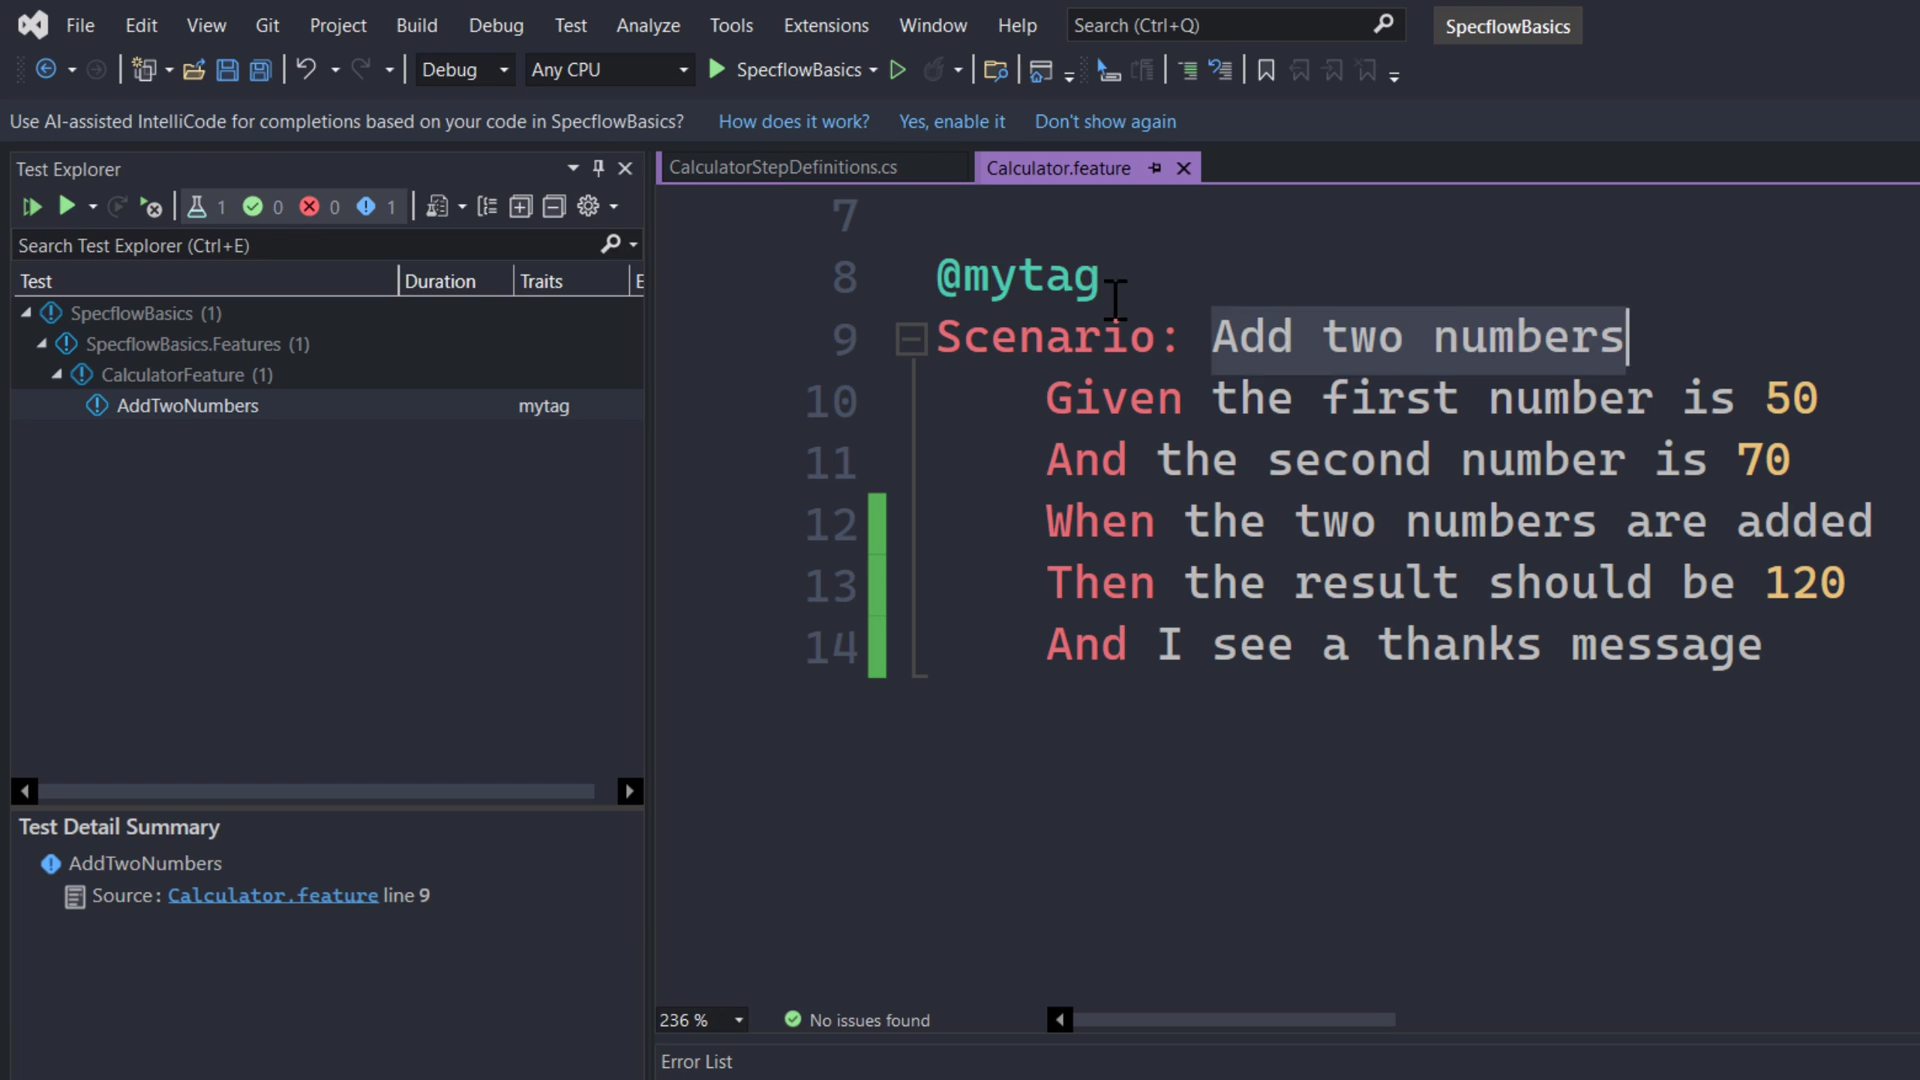 File Edit View Git Project Build Debug Test Analyze Tools Extensions Window Help Search (Ctrl+Q) SpecflowBasics
Debug Any CPU SpecflowBasics
Use AI-assisted IntelliCode for completions based on your code in SpecflowBasics? How does it work? Yes, enable it Don't show again
Test Explorer
1 0 0 1
Search Test Explorer (Ctrl+E)
Test Duration Traits E
SpecflowBasics (1)
SpecflowBasics.Features (1)
CalculatorFeature (1)
AddTwoNumbers mytag
Test Detail Summary
AddTwoNumbers
Source: Calculator.feature line 9
CalculatorStepDefinitions.cs Calculator.feature
7
8 @mytag
9 Scenario: Add two numbers
10 Given the first number is 50
11 And the second number is 70
12 When the two numbers are added
13 Then the result should be 120
14 And I see a thanks message
236 % No issues found
Error List